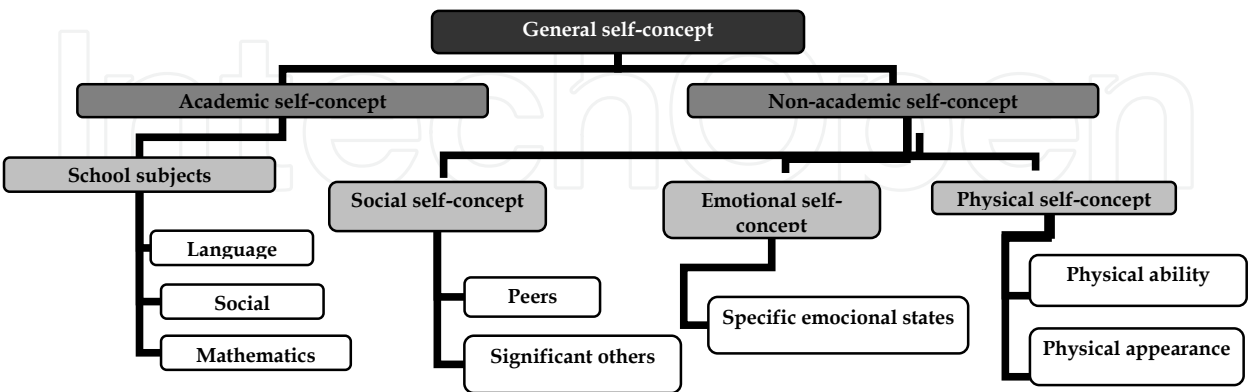 General self-concept
Academic self-concept
Non-academic self-concept
School subjects
Social self-concept
Emotional self-
concept
Physical self-concept
Language
Social
Mathematics
Peers
Significant others
Specific emocional states
Physical ability
Physical appearance
IntechOpen